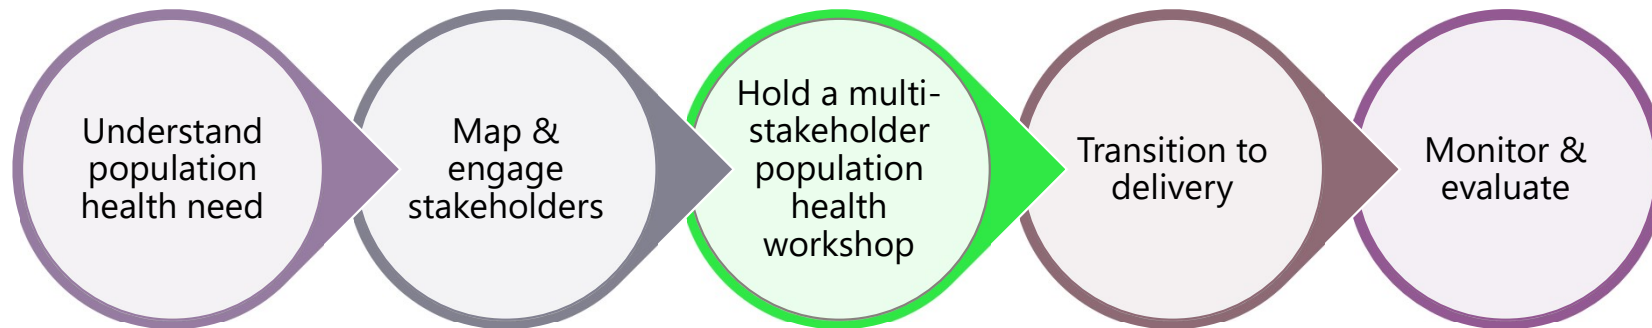 Understand
population
health need
Map &
engage
stakeholders
Hold a multi-
stakeholder
population
health
workshop
Transition to
delivery
Monitor &
evaluate